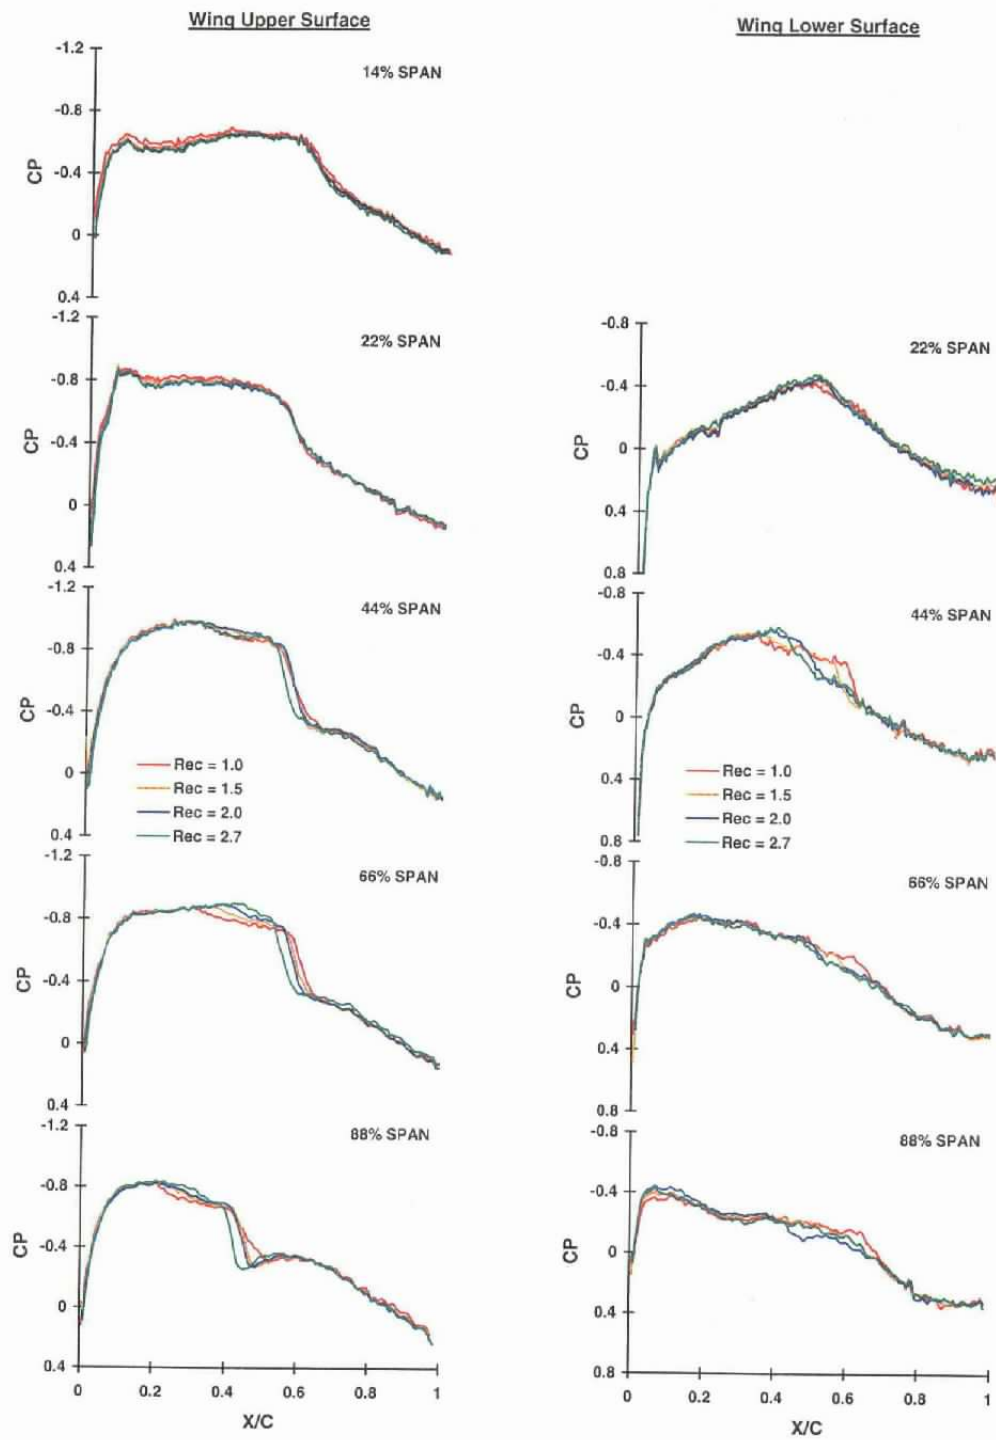 Wing Upper Surface
-1.2
14% SPAN
-0.8
CP
-0.4
0
0.4
-1.2
22% SPAN
-0.8
CP
-0.4
0
0.4
-1.2
44% SPAN
-0.8
CP
-0.4
0
Rec = 1.0
Rec = 1.5
Rec = 2.0
Rec = 2.7
0.4
-1.2
66% SPAN
-0.8
CP
-0.4
0
0.4
-1.2
88% SPAN
-0.8
CP
-0.4
0
0.4
0 0.2 0.4 0.6 0.8 1
X/C
Wing Lower Surface
-0.8
22% SPAN
-0.4
CP
0
0.4
0.8
-0.8
44% SPAN
-0.4
CP
0
0.4
Rec = 1.0
Rec = 1.5
Rec = 2.0
Rec = 2.7
0.8
-0.8
66% SPAN
-0.4
CP
0
0.4
0.8
-0.8
88% SPAN
-0.4
CP
0
0.4
0.8
0 0.2 0.4 0.6 0.8 1
X/C